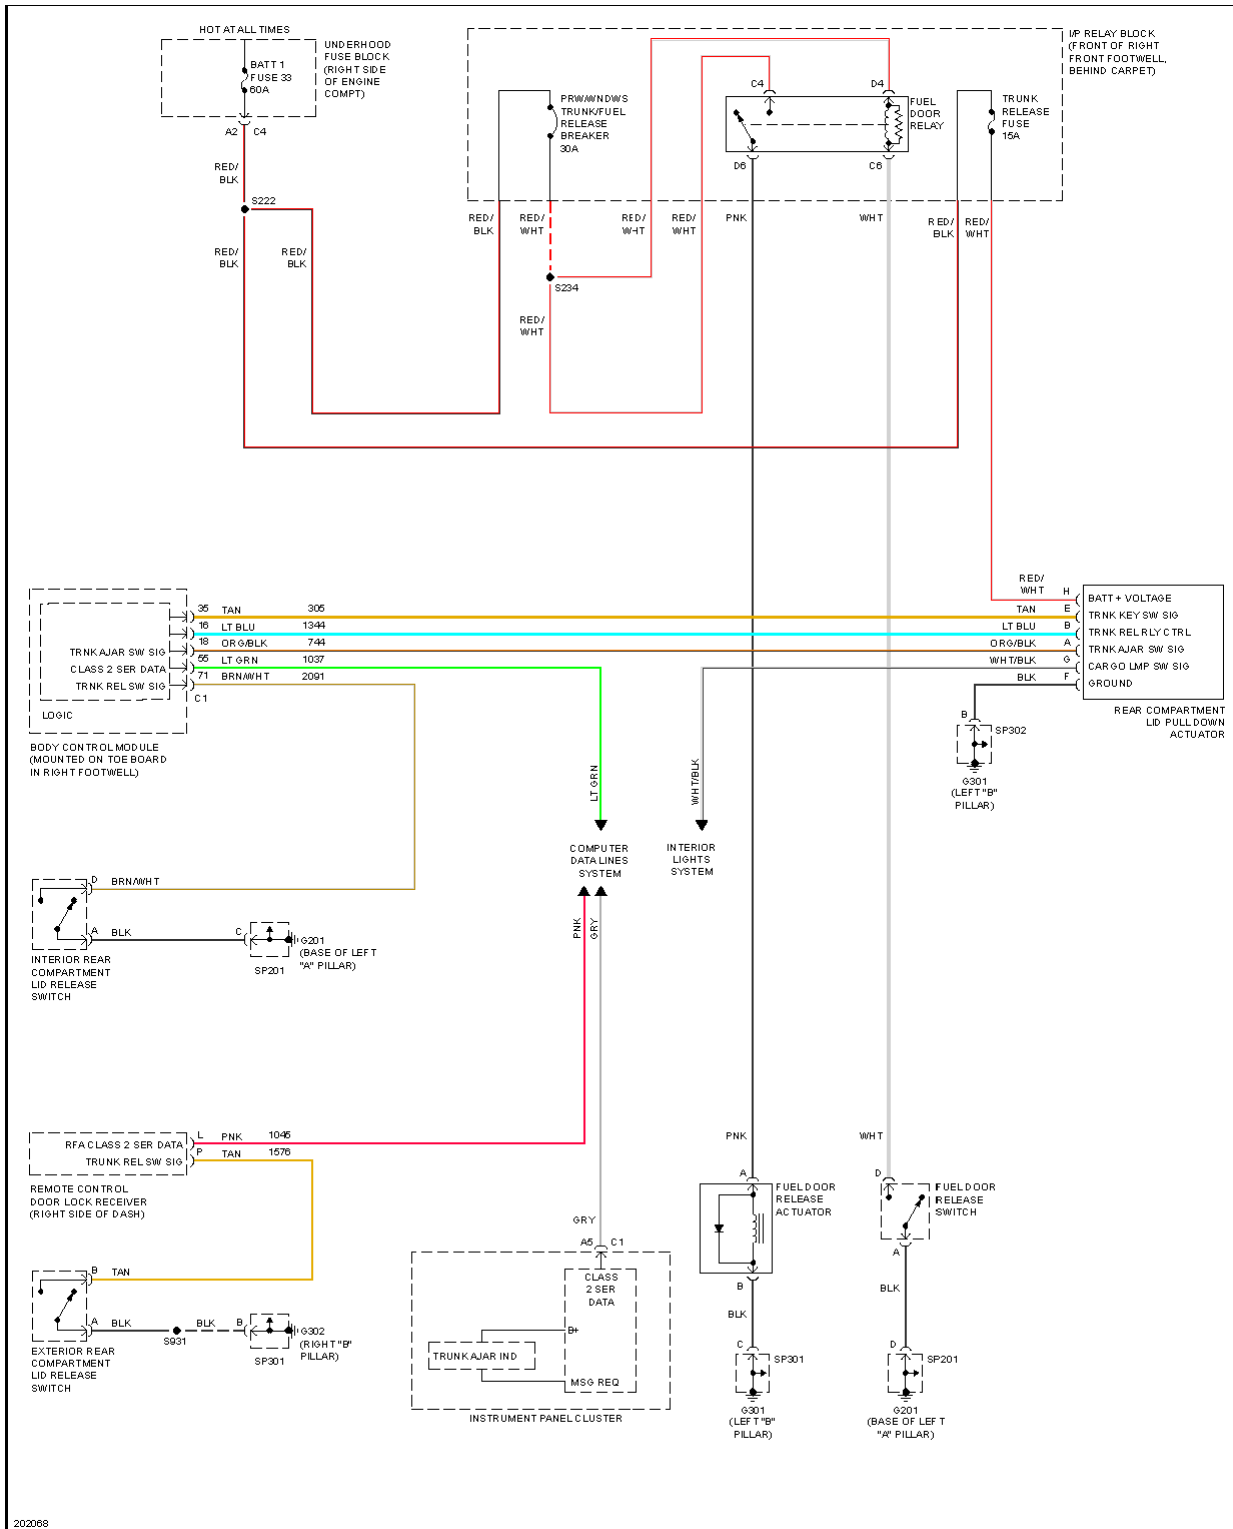 HOT AT ALL TIMES
UNDERHOOD
FUSE BLOCK
(RIGHT SIDE
OF ENGINE
COMPT)
BATT 1
FUSE 33
60A
A2
C4
RED/
BLK
S222
RED/
BLK
RED/
BLK
I/P RELAY BLOCK
(FRONT OF RIGHT
FRONT FOOTWELL,
BEHIND CARPET)
PRW/WNDWS
TRUNK/FUEL
RELEASE
BREAKER
30A
C4
D4
FUEL
DOOR
RELAY
TRUNK
RELEASE
FUSE
15A
D6
C6
RED/
BLK
RED/
WHT
RED/
WHT
RED/
WHT
PNK
WHT
RED/
BLK
RED/
WHT
S234
RED/
WHT
35 TAN 305
16 LT BLU 1344
TRNK AJAR SW SIG 18 ORG/BLK 744
CLASS 2 SER DATA 55 LT GRN 1037
TRNK REL SW SIG 71 BRN/WHT 2091
C1
LOGIC
BODY CONTROL MODULE
(MOUNTED ON TOE BOARD
IN RIGHT FOOTWELL)
RED/
WHT H BATT + VOLTAGE
TAN E TRNK KEY SW SIG
LT BLU B TRNK REL RLY CTRL
ORG/BLK A TRNK AJAR SW SIG
WHT/BLK G CARGO LMP SW SIG
BLK F GROUND
REAR COMPARTMENT
LID PULL DOWN
ACTUATOR
B
SP302
G301
(LEFT "B"
PILLAR)
LT GRN
WHT/BLK
COMPUTER
DATA LINES
SYSTEM
INTERIOR
LIGHTS
SYSTEM
PNK
GRY
D BRN/WHT
A BLK C
G201
(BASE OF LEFT
"A" PILLAR)
SP201
INTERIOR REAR
COMPARTMENT
LID RELEASE
SWITCH
RFA CLASS 2 SER DATA L PNK 1045
TRUNK REL SW SIG P TAN 1576
REMOTE CONTROL
DOOR LOCK RECEIVER
(RIGHT SIDE OF DASH)
B TAN
A BLK S931 BLK B
G302
(RIGHT "B"
PILLAR)
SP301
EXTERIOR REAR
COMPARTMENT
LID RELEASE
SWITCH
GRY
A5
C1
CLASS
2 SER
DATA
B+
TRUNK AJAR IND
MSG REQ
INSTRUMENT PANEL CLUSTER
PNK
A
FUEL DOOR
RELEASE
ACTUATOR
B
BLK
C
SP301
G301
(LEFT "B"
PILLAR)
WHT
D
FUEL DOOR
RELEASE
SWITCH
A
BLK
D
SP201
G201
(BASE OF LEFT
"A" PILLAR)
202068